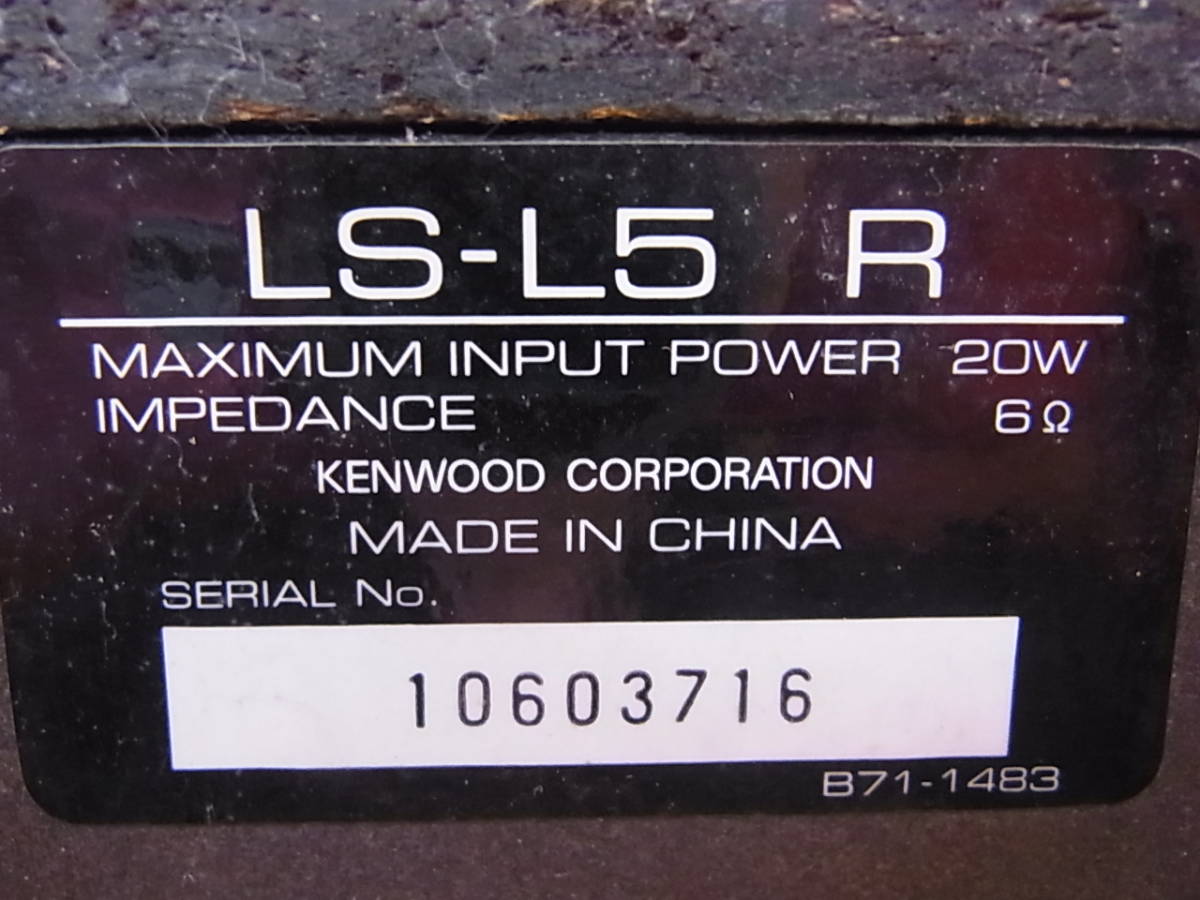 LS-L5 R
MAXIMUM INPUT POWER 20W
IMPEDANCE 6Ω
KENWOOD CORPORATION
MADE IN CHINA
SERIAL No.
10603716
B71-1483